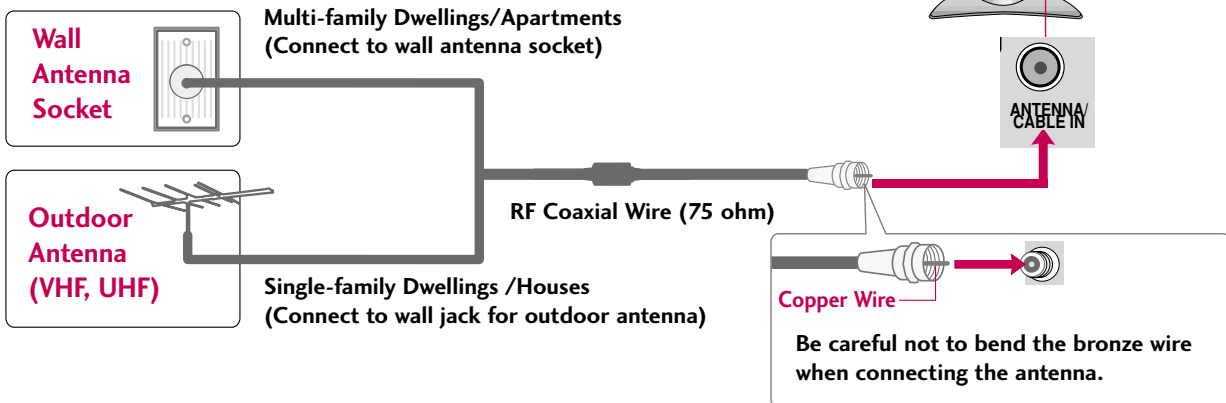 Wall
Antenna
Socket
Multi-family Dwellings/Apartments
(Connect to wall antenna socket)
ANTENNA/
CABLE IN
RF Coaxial Wire (75 ohm)
Outdoor
Antenna
(VHF, UHF)
Single-family Dwellings /Houses
(Connect to wall jack for outdoor antenna)
Copper Wire
Be careful not to bend the bronze wire
when connecting the antenna.